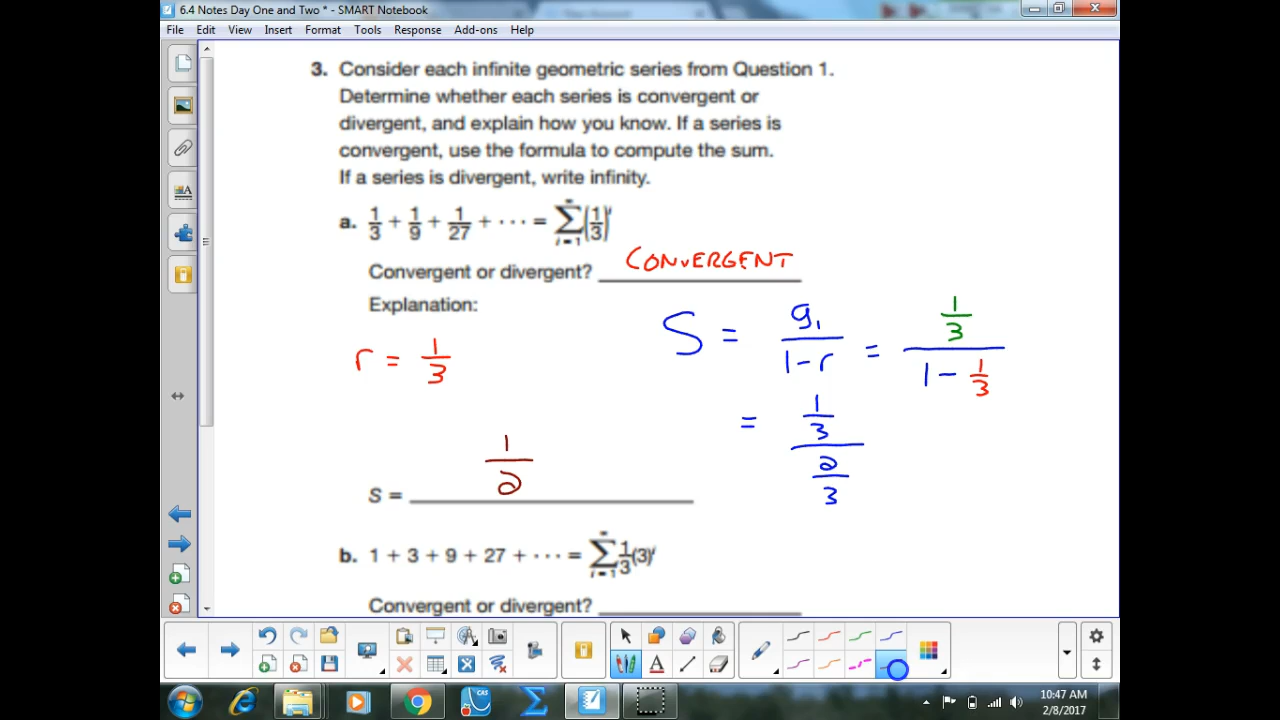 6.4 Notes Day One and Two * - SMART Notebook
File Edit View Insert Format Tools Response Add-ons Help
3. Consider each infinite geometric series from Question 1.
Determine whether each series is convergent or
divergent, and explain how you know. If a series is
convergent, use the formula to compute the sum.
If a series is divergent, write infinity.
a. 1/3 + 1/9 + 1/27 + ··· = ∞ Σ i=1 (1/3)^i
Convergent or divergent? CONVERGENT
Explanation:
r = 1/3
S = g₁/(1-r) = (1/3)/(1 - 1/3)
= (1/3)/(2/3)
S = 1/2
b. 1 + 3 + 9 + 27 + ··· = ∞ Σ i=1 1/3(3)^i
Convergent or divergent?
CAS
10:47 AM
2/8/2017